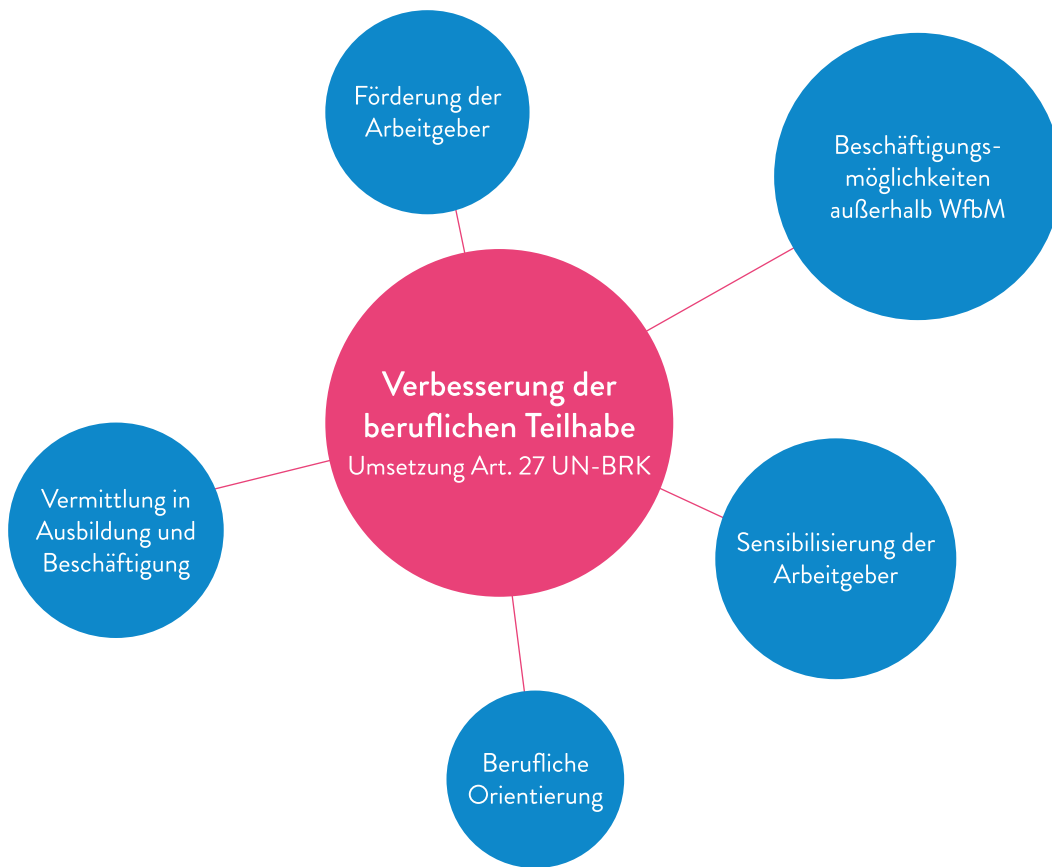 Förderung der
Arbeitgeber
Beschäftigungs-
möglichkeiten
außerhalb WfbM
Verbesserung der
beruflichen Teilhabe
Umsetzung Art. 27 UN-BRK
Vermittlung in
Ausbildung und
Beschäftigung
Sensibilisierung der
Arbeitgeber
Berufliche
Orientierung